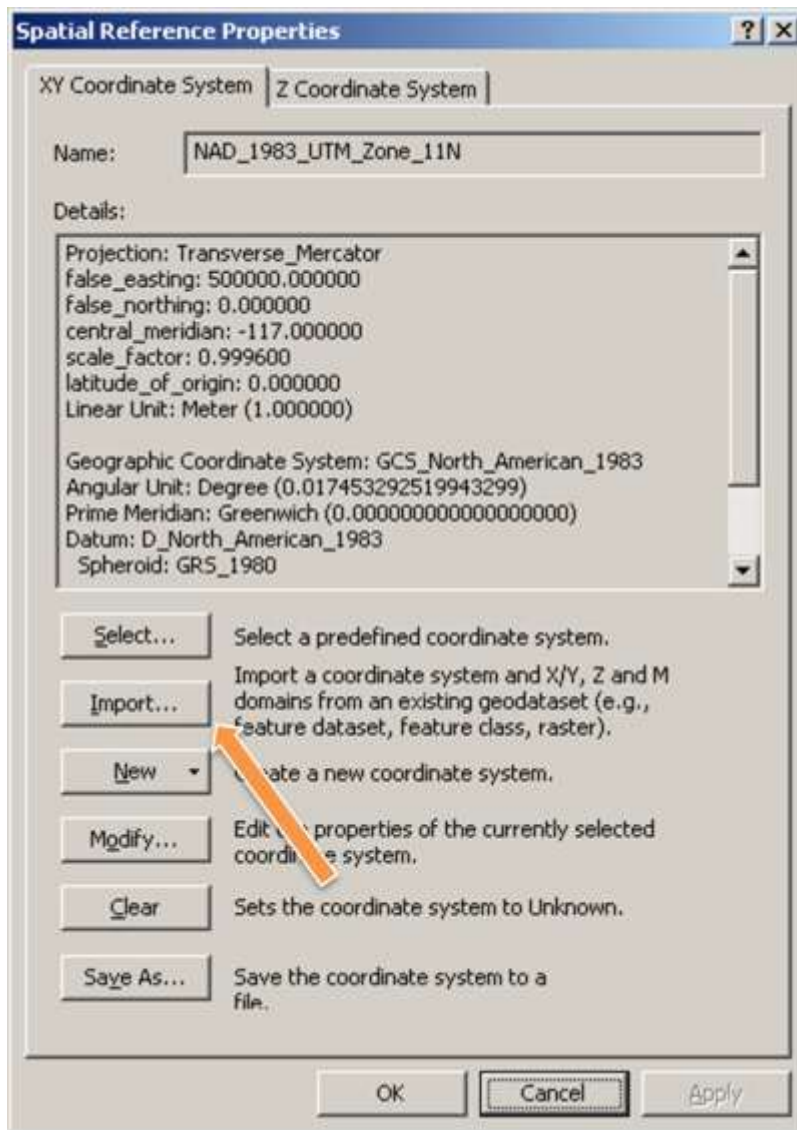 Spatial Reference Properties
XY Coordinate System
Z Coordinate System
Name: NAD_1983_UTM_Zone_11N
Details:
Projection: Transverse_Mercator
false_easting: 500000.000000
false_northing: 0.000000
central_meridian: -117.000000
scale_factor: 0.999600
latitude_of_origin: 0.000000
Linear Unit: Meter (1.000000)
Geographic Coordinate System: GCS_North_American_1983
Angular Unit: Degree (0.017453292519943299)
Prime Meridian: Greenwich (0.000000000000000000)
Datum: D_North_American_1983
Spheroid: GRS_1980
Select... Select a predefined coordinate system.
Import... Import a coordinate system and X/Y, Z and M
domains from an existing geodataset (e.g.,
feature dataset, feature class, raster).
New Create a new coordinate system.
Modify... Edit the properties of the currently selected
coordinate system.
Clear Sets the coordinate system to Unknown.
Save As... Save the coordinate system to a
file.
OK Cancel Apply